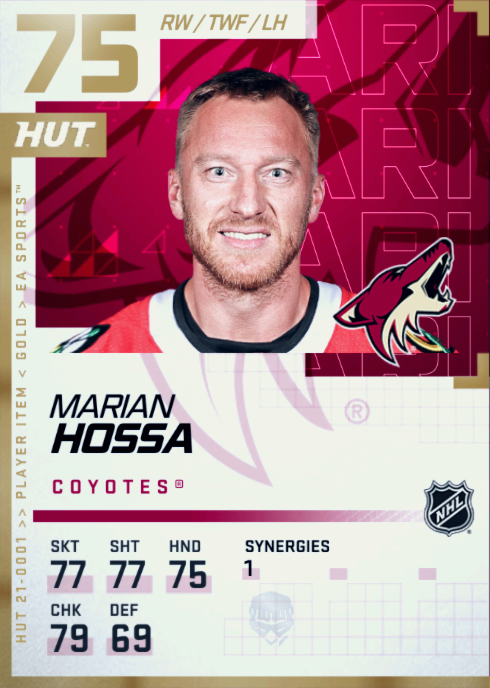 75
RW / TWF / LH
HUT
ARI
ARI
ARI
ARI
HUT 21-0001 >> PLAYER ITEM < GOLD > EA SPORTS™
®
MARIAN
HOSSA
COYOTES®
NHL
SKT SHT HND SYNERGIES
77 77 75 1
CHK DEF
79 69